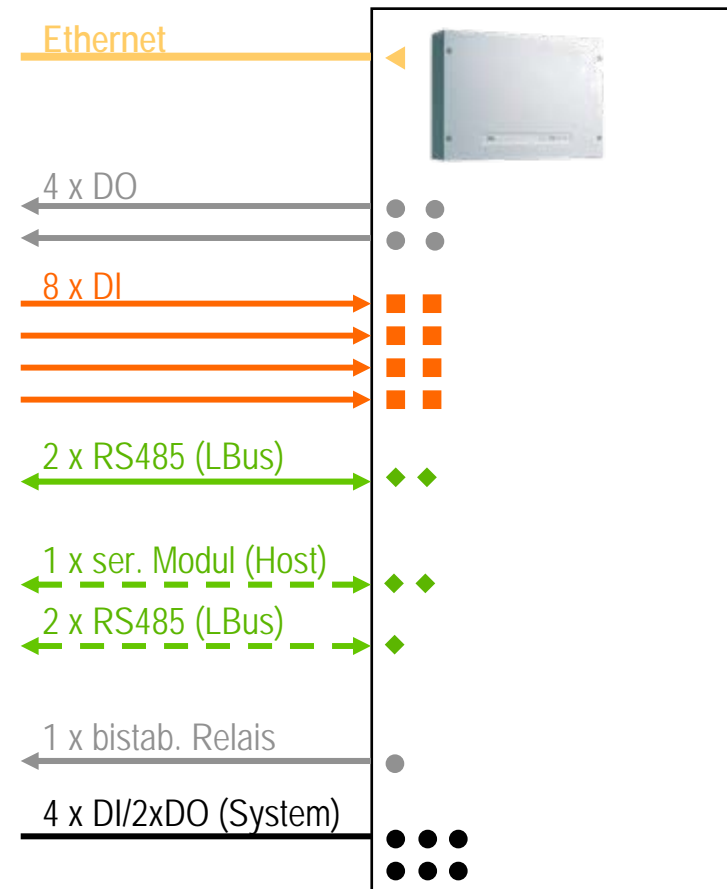 Ethernet
4 x DO
8 x DI
2 x RS485 (LBus)
1 x ser. Modul (Host)
2 x RS485 (LBus)
1 x bistab. Relais
4 x DI/2xDO (System)